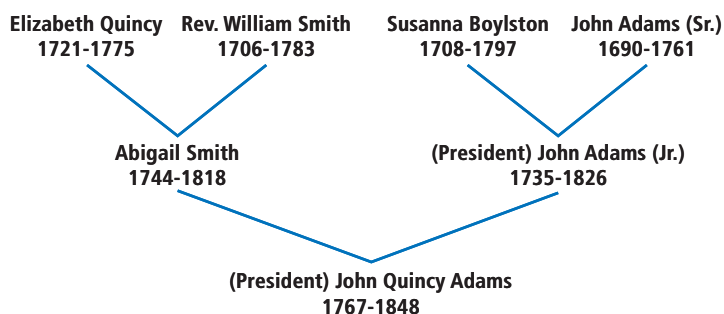 Elizabeth Quincy
1721-1775
Rev. William Smith
1706-1783
Susanna Boylston
1708-1797
John Adams (Sr.)
1690-1761
Abigail Smith
1744-1818
(President) John Adams (Jr.)
1735-1826
(President) John Quincy Adams
1767-1848